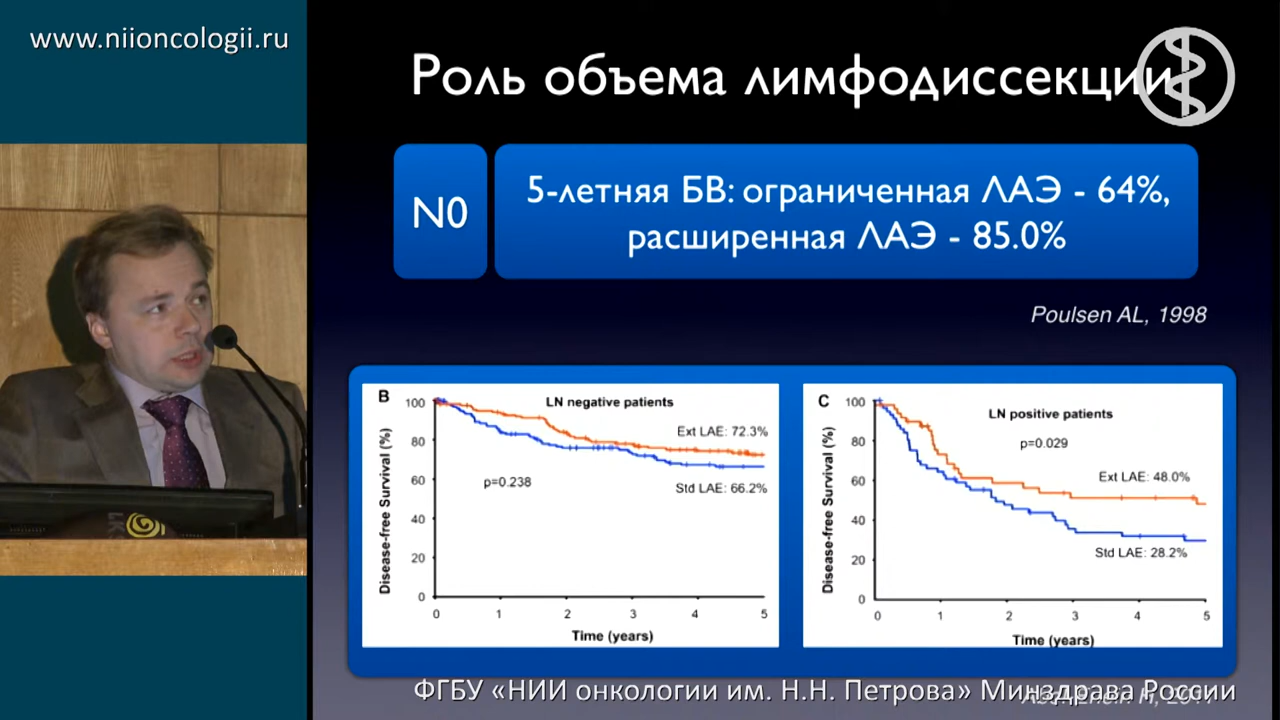 www.niioncologii.ru
Роль объема лимфодиссекции
N0
5-летняя БВ: ограниченная ЛАЭ - 64%,
расширенная ЛАЭ - 85.0%
Poulsen AL, 1998
B
LN negative patients
Disease-free Survival (%)
100
80
60
40
20
0
Ext LAE: 72.3%
p=0.238
Std LAE: 66.2%
0 1 2 3 4 5
Time (years)
C
LN positive patients
Disease-free Survival (%)
100
80
60
40
20
0
p=0.029
Ext LAE: 48.0%
Std LAE: 28.2%
0 1 2 3 4 5
Time (years)
ФГБУ «НИИ онкологии им. Н.Н. Петрова» Минздрава России